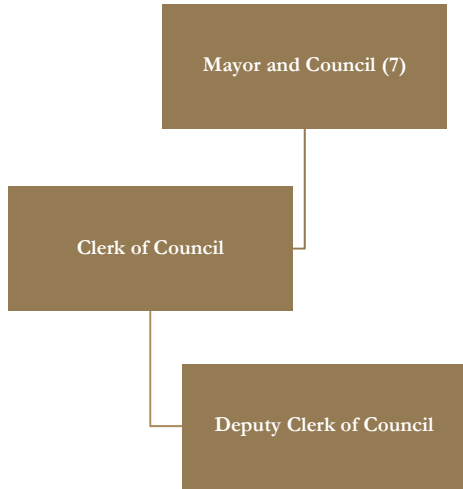 Mayor and Council (7)
Clerk of Council
Deputy Clerk of Council